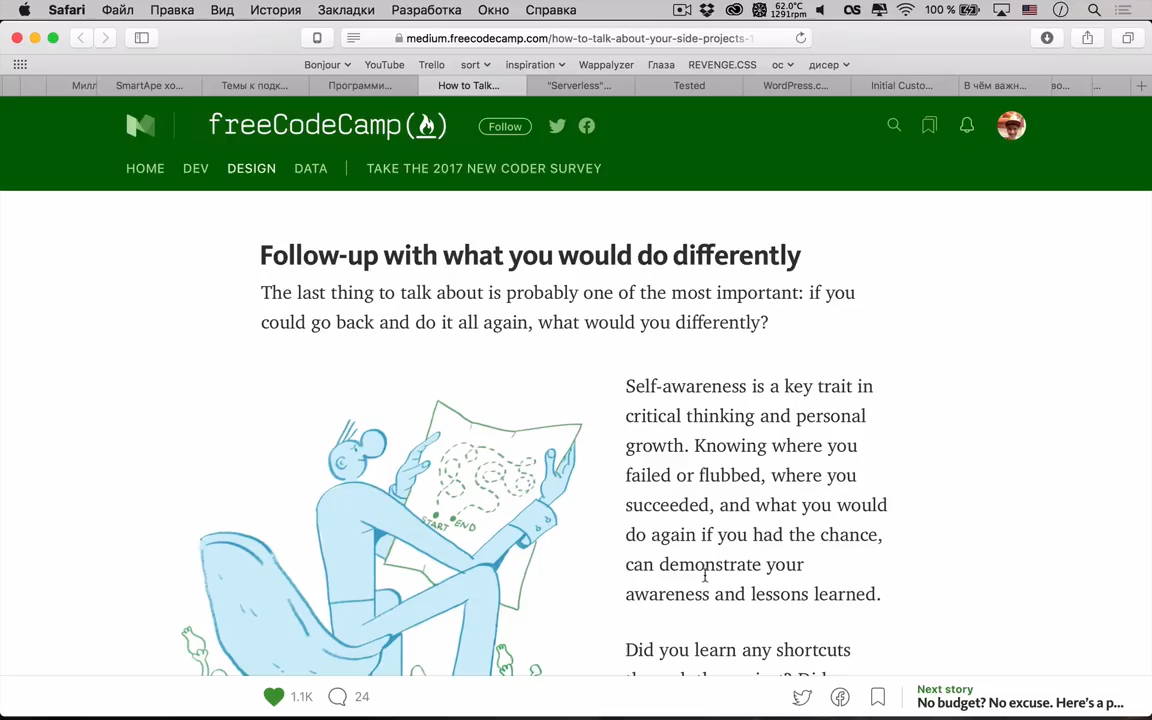 Safari Файл Правка Вид История Закладки Разработка Окно Справка 62.0°C 1291rpm 100 %
medium.freecodecamp.com/how-to-talk-about-your-side-projects-1
Bonjour YouTube Trello sort inspiration Wappalyzer Глаза REVENGE.CSS ос дисер
Милл SmartApe хо... Темы к подк... Программи... How to Talk... "Serverless"... Tested WordPress.c... Initial Custo... В чём важн... во... ...
freeCodeCamp Follow
HOME DEV DESIGN DATA TAKE THE 2017 NEW CODER SURVEY
Follow-up with what you would do differently
The last thing to talk about is probably one of the most important: if you
could go back and do it all again, what would you differently?
Self-awareness is a key trait in
critical thinking and personal
growth. Knowing where you
failed or flubbed, where you
succeeded, and what you would
do again if you had the chance,
can demonstrate your
awareness and lessons learned.
START END
Did you learn any shortcuts
1.1K 24
Next story
No budget? No excuse. Here's a p...